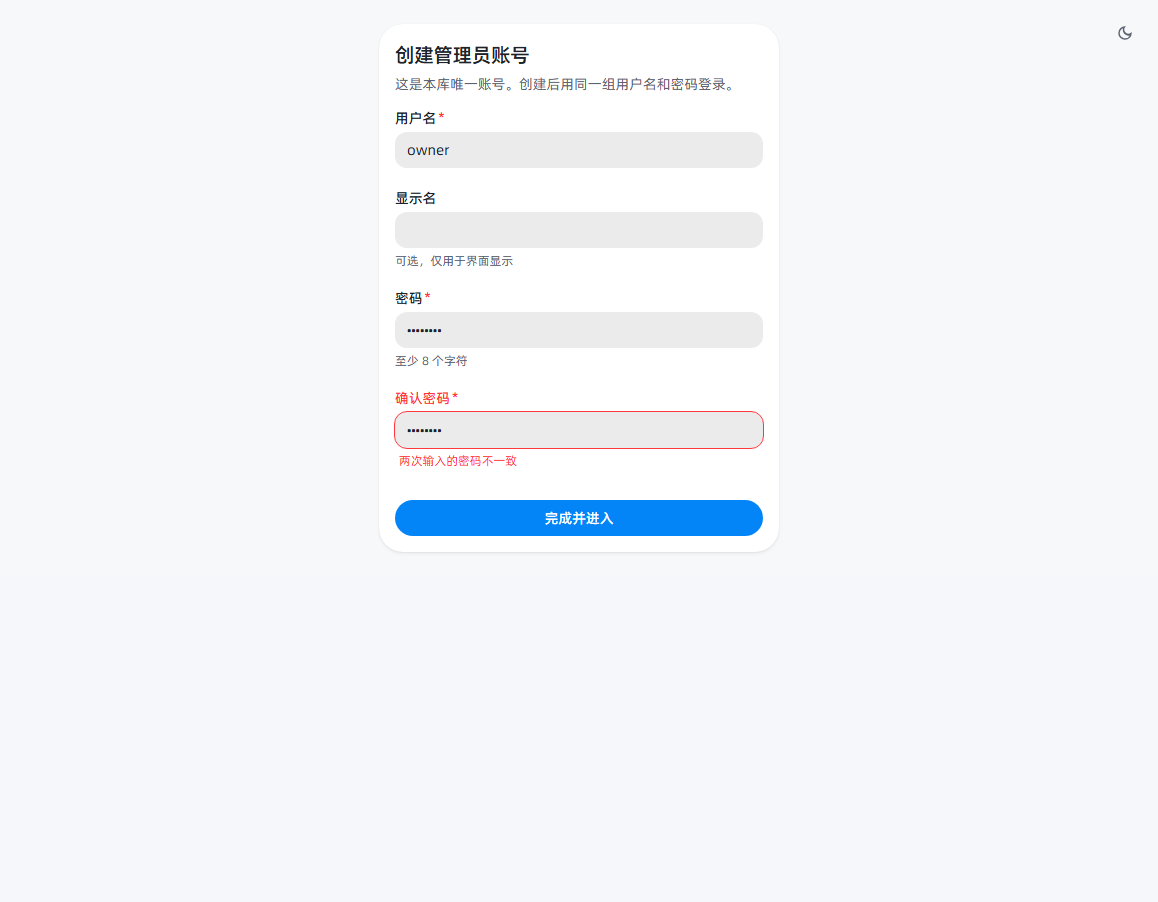 创建管理员账号
这是本库唯一账号。创建后用同一组用户名和密码登录。
用户名*
owner
显示名
可选，仅用于界面显示
密码*
••••••••
至少 8 个字符
确认密码*
••••••••
两次输入的密码不一致
完成并进入